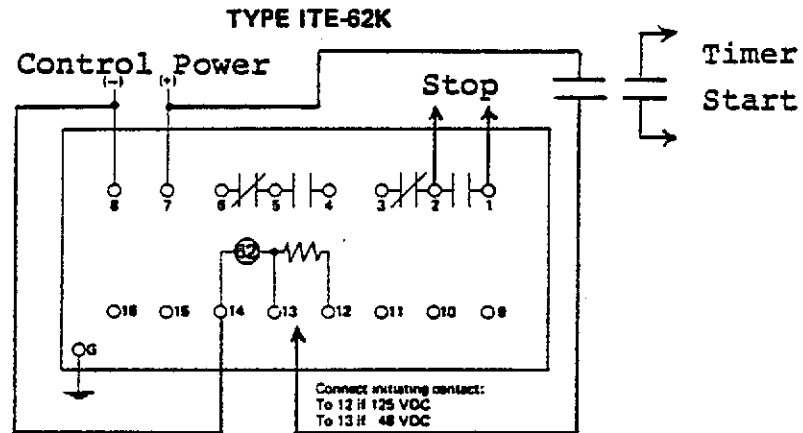 TYPE ITE-62K
Control Power
(-) (+)
Stop
Timer
Start
8 7 6 5 4 3 2 1
62
16 15 14 13 12 11 10 9
G
Connect initiating contact:
To 12 if 125 VDC
To 13 if 48 VDC